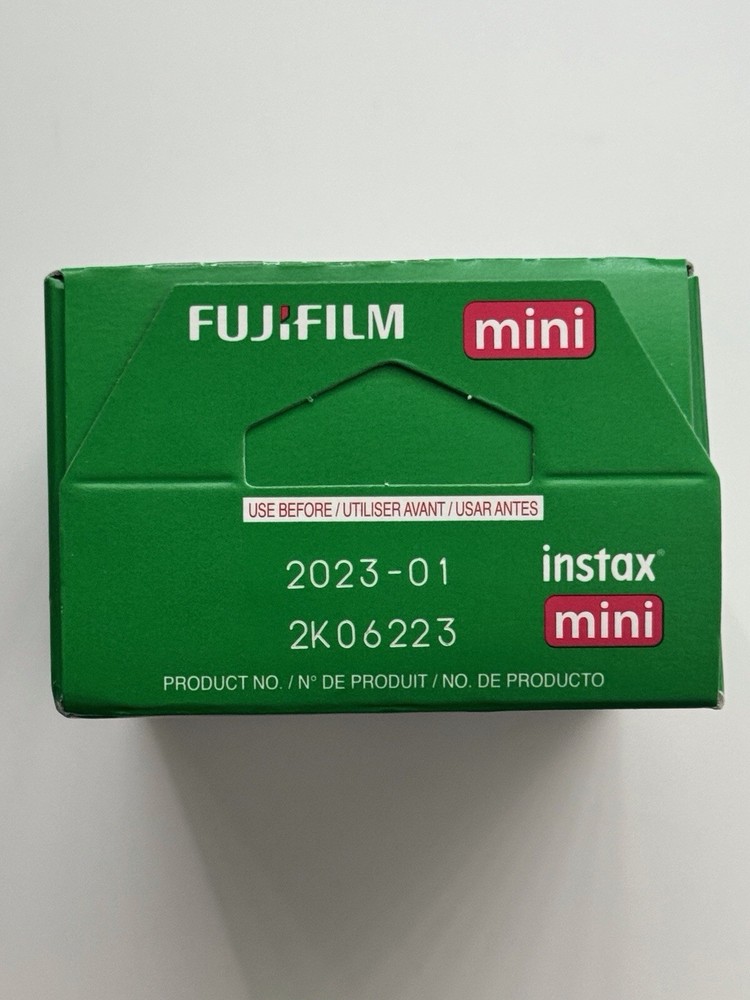 FUJIFILM mini
USE BEFORE / UTILISER AVANT / USAR ANTES
2023-01
instax®
2K06223
mini
PRODUCT NO. / N° DE PRODUIT / NO. DE PRODUCTO